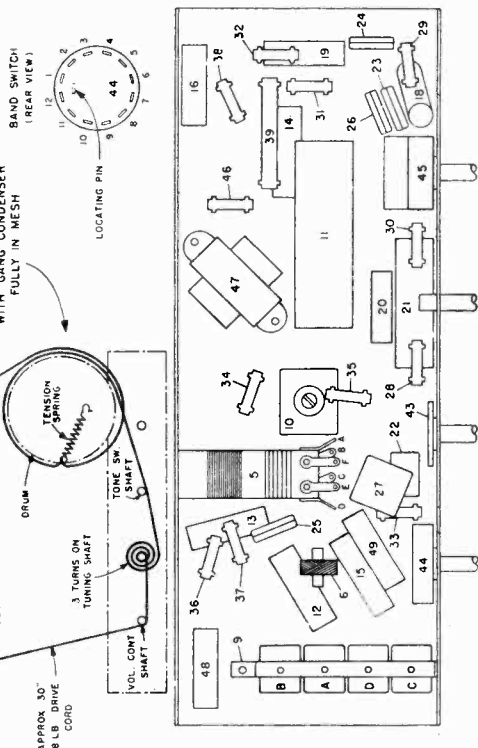 WITH GANG CONDENSER
FULLY IN MESH
BAND SWITCH
(REAR VIEW)
1
2
3
4
5
6
7
8
9
10
11
12
44
LOCATING PIN
DRUM
TENSION
SPRING
TONE SW.
SHAFT
3 TURNS ON
TUNING SHAFT
VOL. CONT
SHAFT
APPROX 30"
8 LB DRIVE
CORD
16
38
32
19
24
29
39
14
31
26
23
18
46
47
11
45
30
20
21
28
34
10
35
43
5
A
B
F
C
E
D
22
27
33
13
25
36
37
12
6
15
49
44
48
9
B
A
D
C